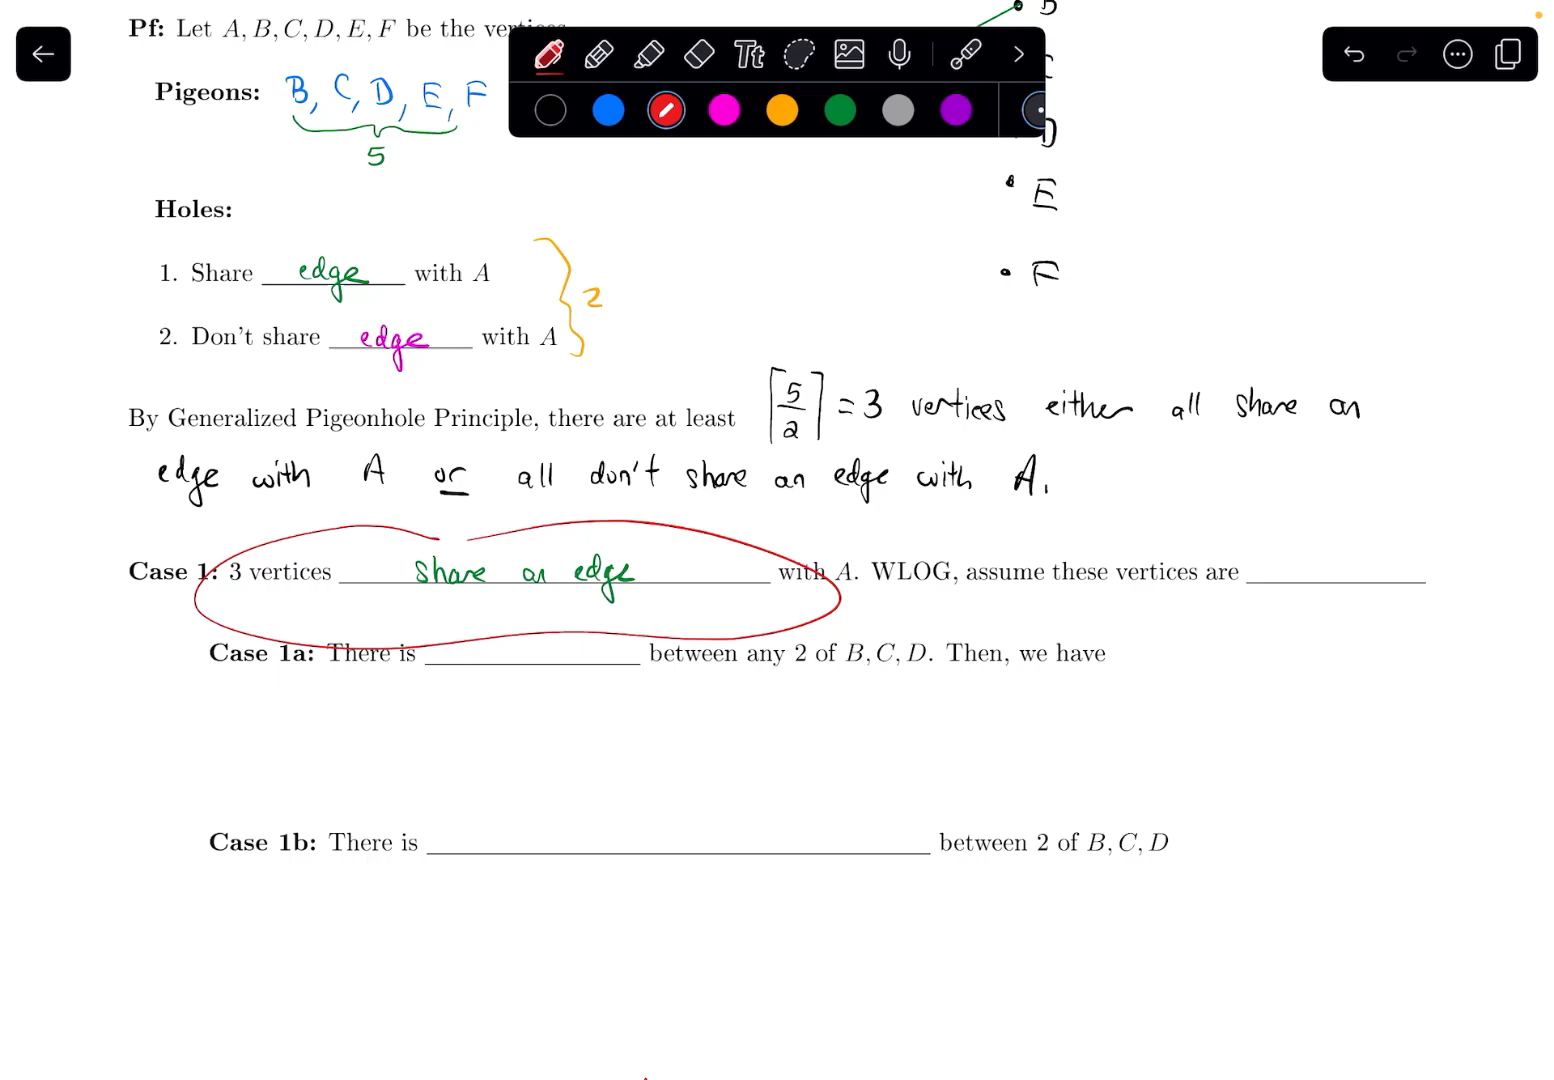 Pf: Let A, B, C, D, E, F be the vertices
Pigeons: B, C, D, E, F
5
Tt
D
E
F
Holes:
1. Share edge with A
2. Don't share edge with A
2
By Generalized Pigeonhole Principle, there are at least ⌈5/2⌉ = 3 vertices either all share an
edge with A or all don't share an edge with A.
Case 1: 3 vertices share an edge with A. WLOG, assume these vertices are
Case 1a: There is between any 2 of B, C, D. Then, we have
Case 1b: There is between 2 of B, C, D